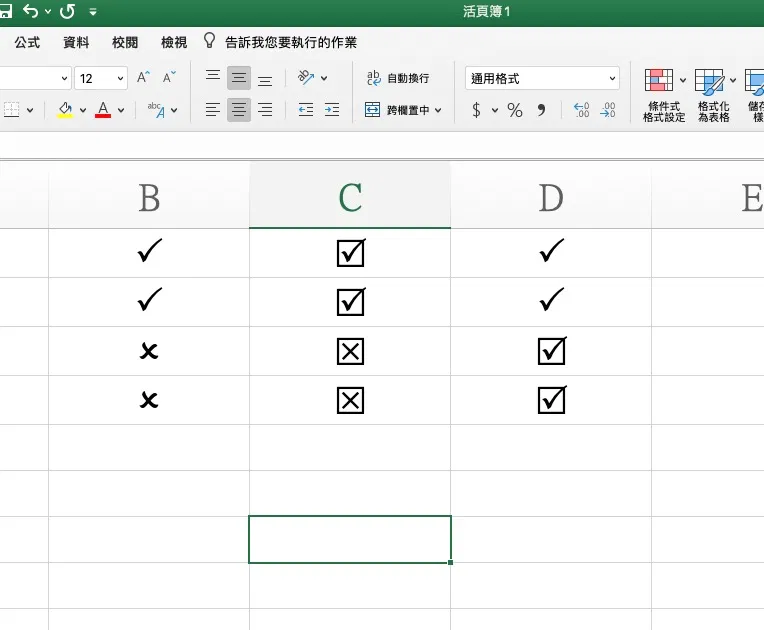 活頁簿1
公式 資料 校閱 檢視 告訴我您要執行的作業
12 A A ab 自動換行 通用格式
A abc A 跨欄置中 $ % 條件式 格式化
格式設定 為表格
B C D E
✓ ☑ ✓
✓ ☑ ✓
✗ ☒ ☑
✗ ☒ ☑